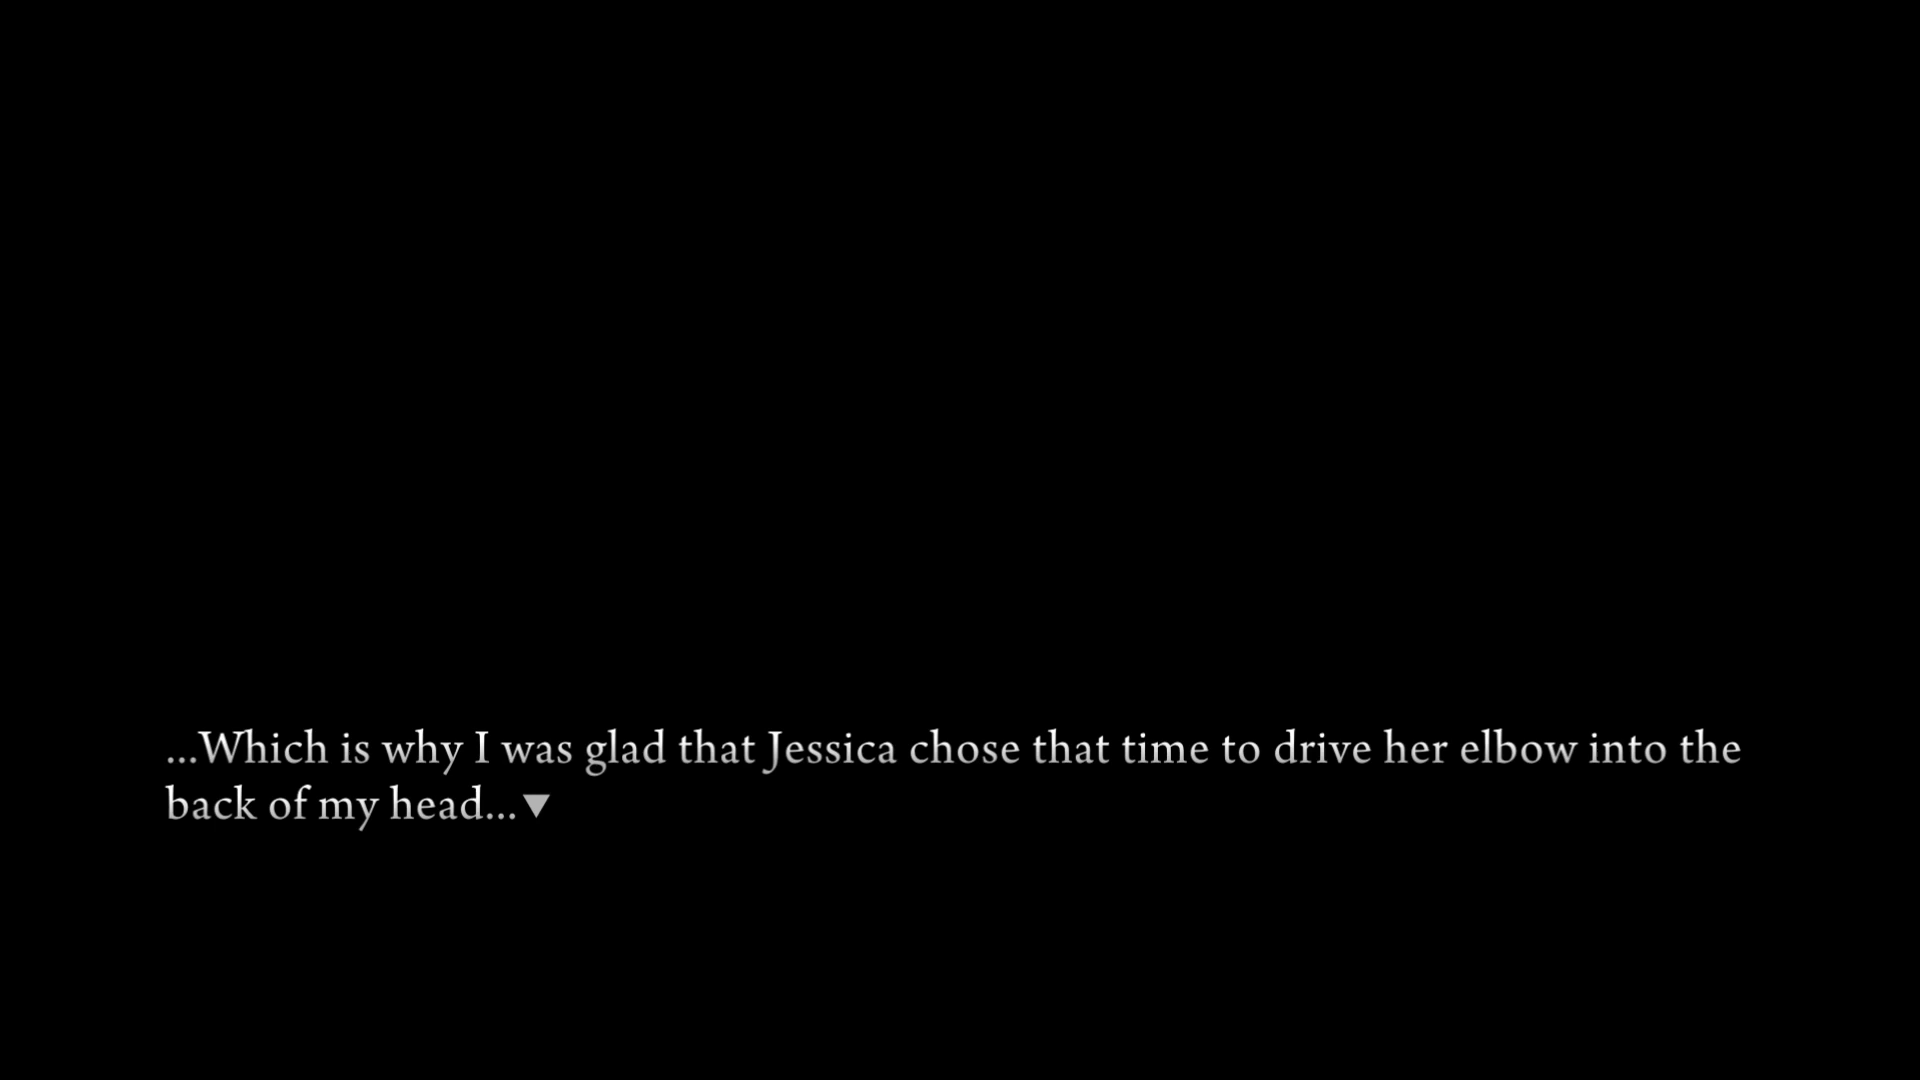 ...Which is why I was glad that Jessica chose that time to drive her elbow into the
back of my head...